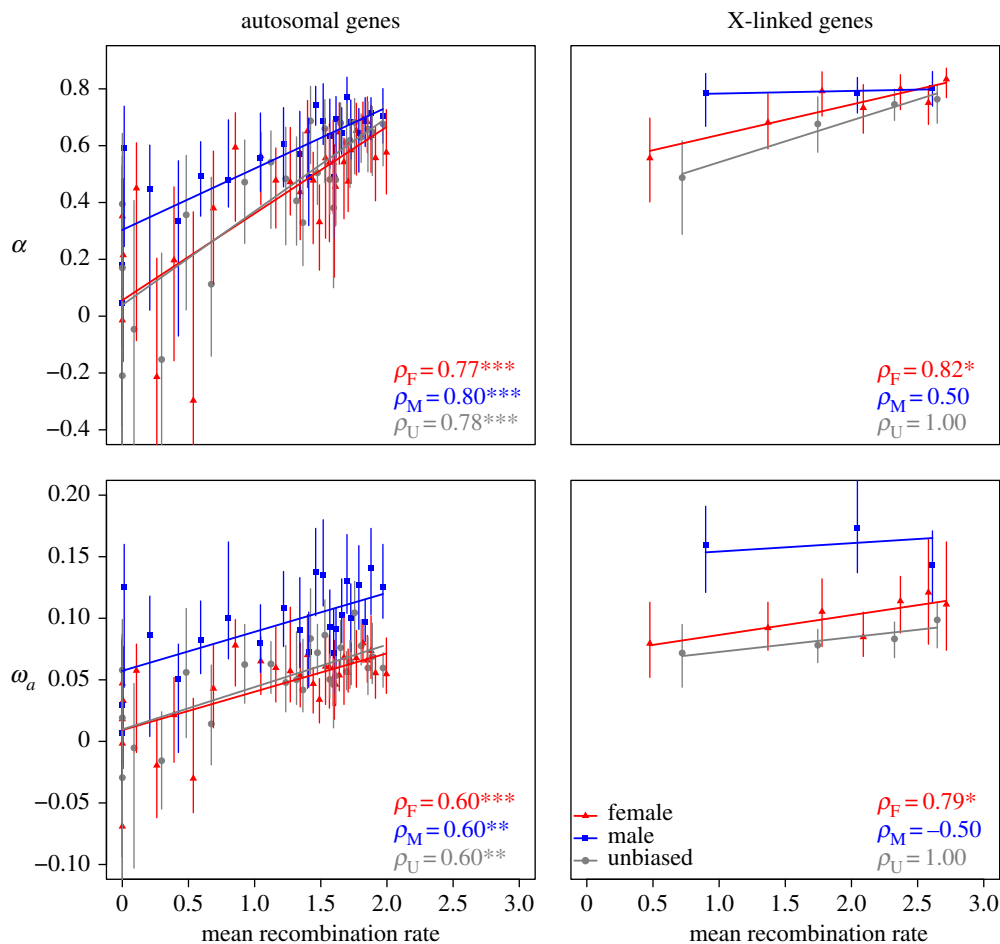 autosomal genes
X-linked genes
α
0.8
0.6
0.4
0.2
0
−0.2
−0.4
ρF = 0.77***
ρM = 0.80***
ρU = 0.78***
ρF = 0.82*
ρM = 0.50
ρU = 1.00
ωa
0.20
0.15
0.10
0.05
0
−0.05
−0.10
ρF = 0.60***
ρM = 0.60**
ρU = 0.60**
female
male
unbiased
ρF = 0.79*
ρM = −0.50
ρU = 1.00
0 0.5 1.0 1.5 2.0 2.5 3.0
0 0.5 1.0 1.5 2.0 2.5 3.0
mean recombination rate
mean recombination rate